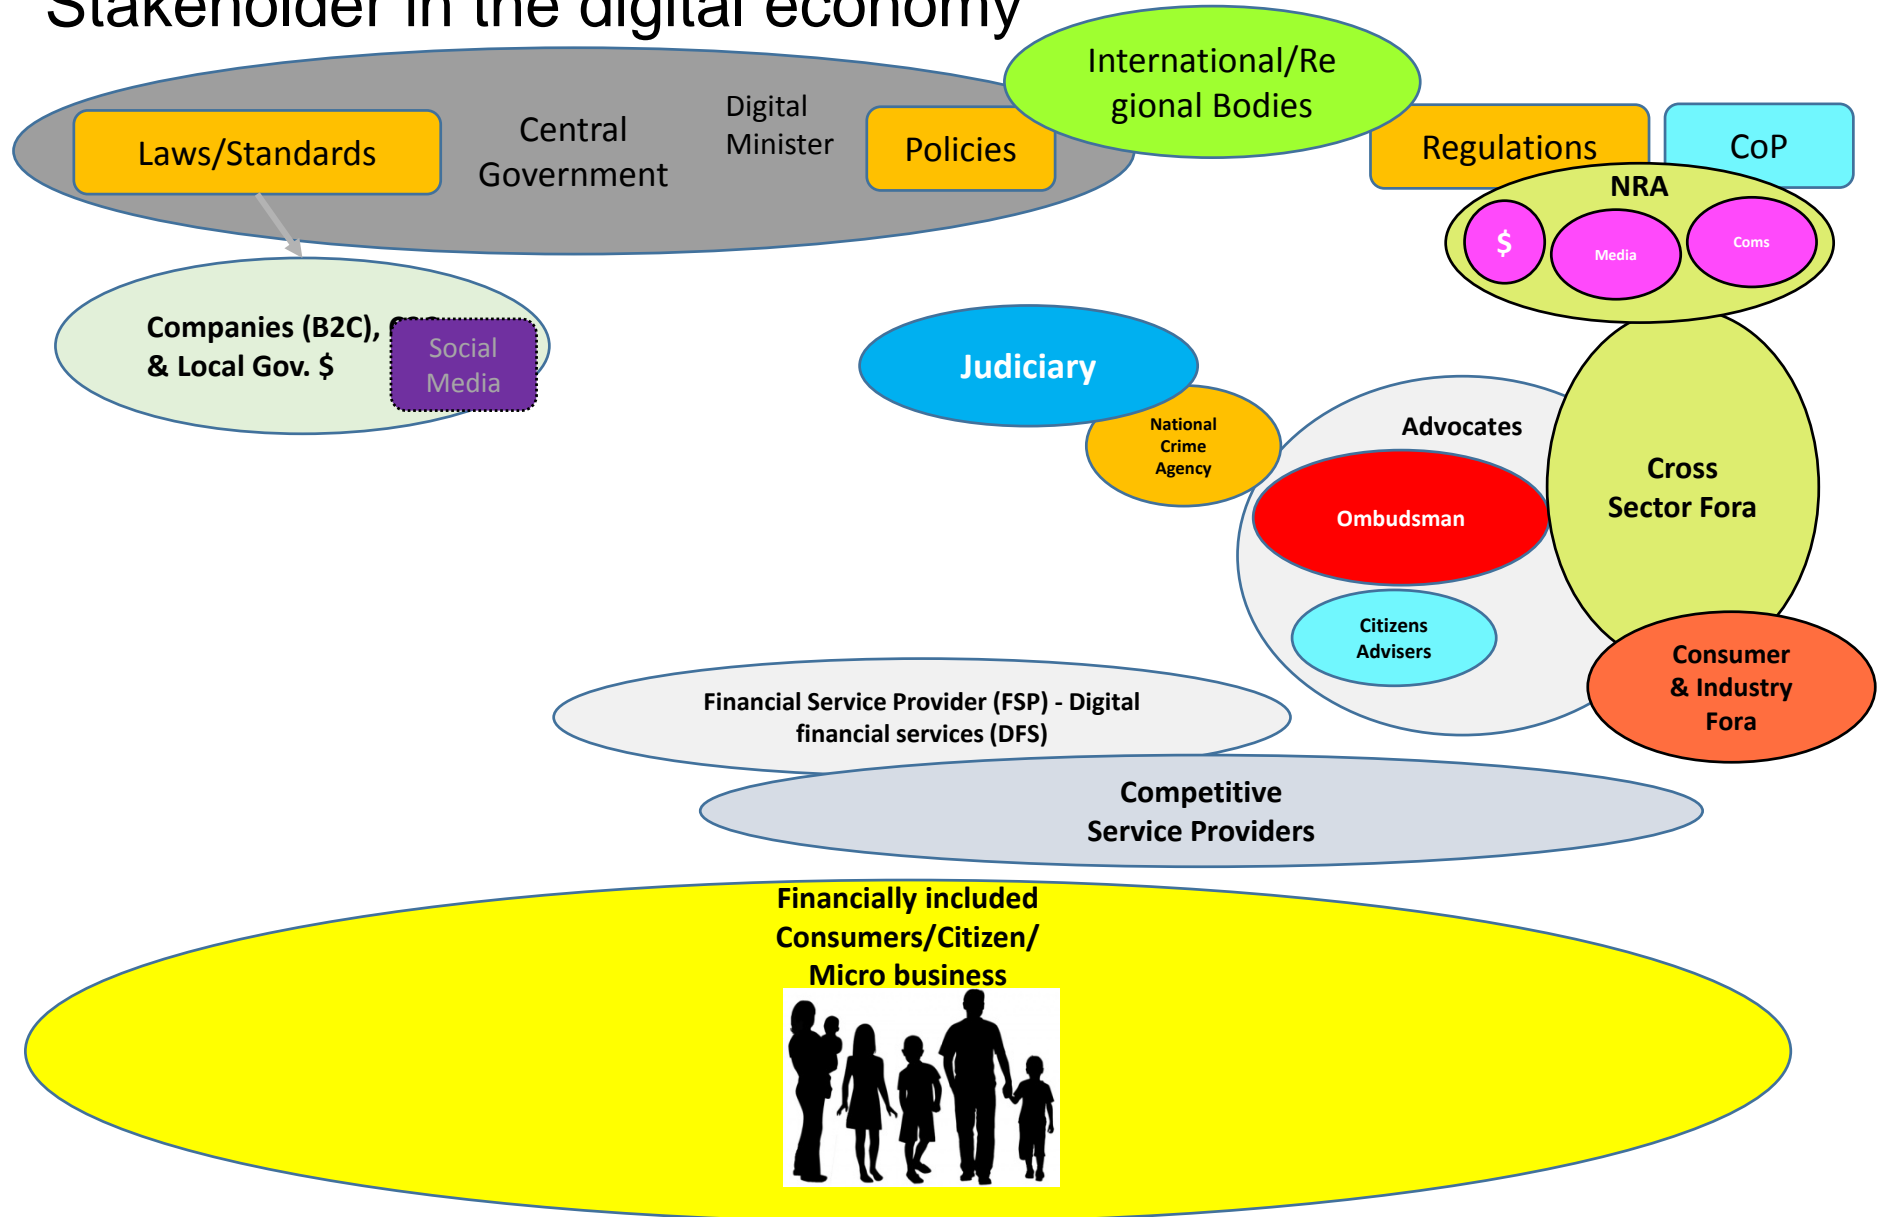 Stakeholder in the digital economy
International/Re
gional Bodies
Laws/Standards
Central
Government
Digital
Minister
Policies
Regulations
CoP
NRA
$
Media
Coms
Companies (B2C),
& Local Gov. $
Social
Media
Judiciary
National
Crime
Agency
Advocates
Ombudsman
Citizens
Advisers
Cross
Sector Fora
Consumer
& Industry
Fora
Financial Service Provider (FSP) - Digital
financial services (DFS)
Competitive
Service Providers
Financially included
Consumers/Citizen/
Micro business